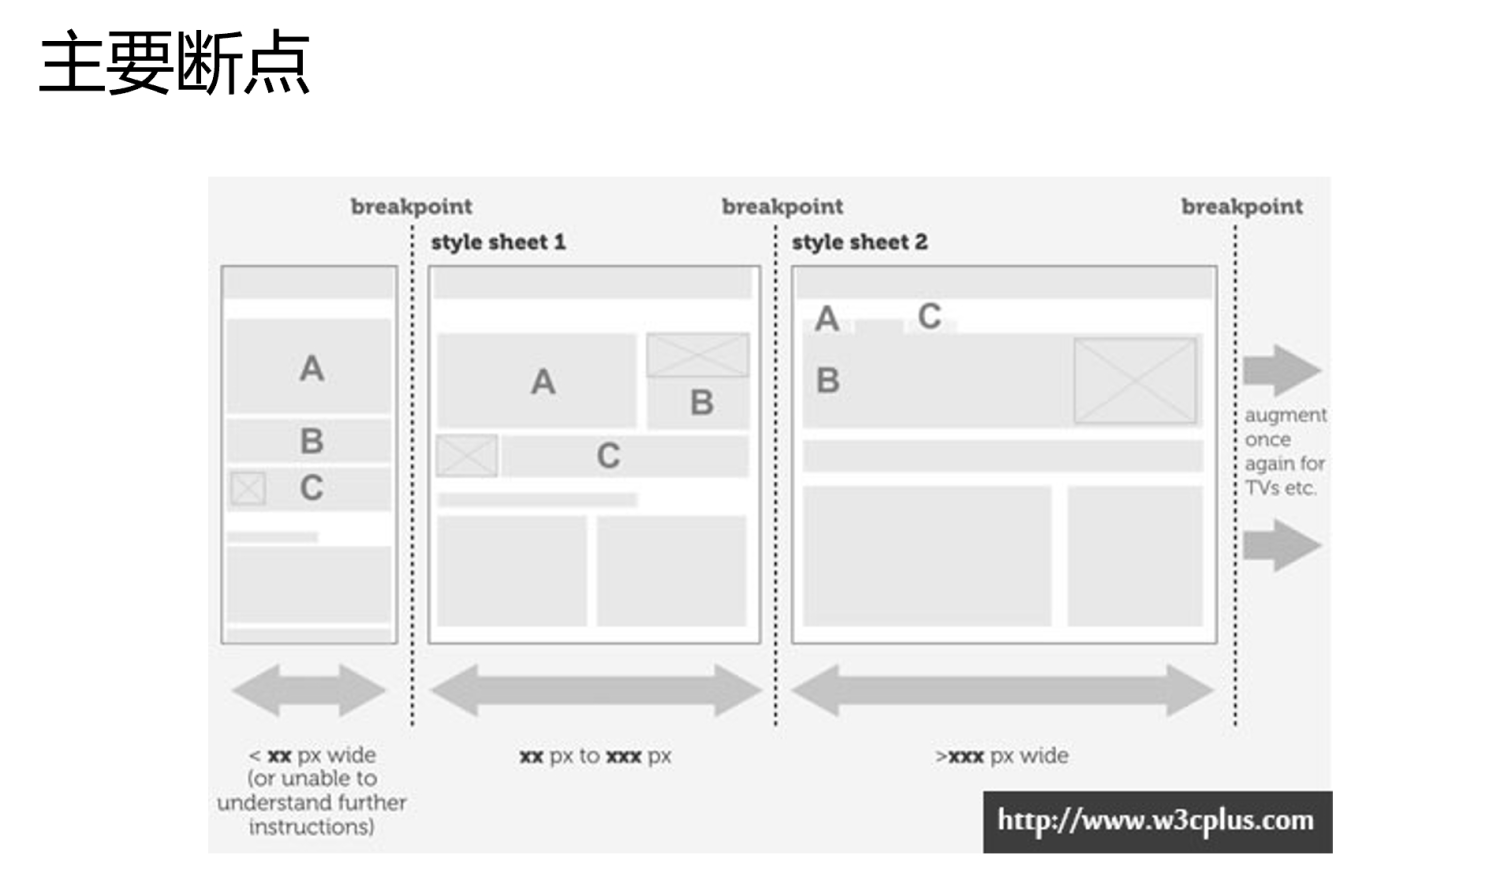 主要断点
breakpoint
breakpoint
breakpoint
style sheet 1
style sheet 2
A
B
C
A
B
C
A
C
B
augment
once
again for
TVs etc.
< xx px wide
(or unable to
understand further
instructions)
xx px to xxx px
>xxx px wide
http://www.w3cplus.com